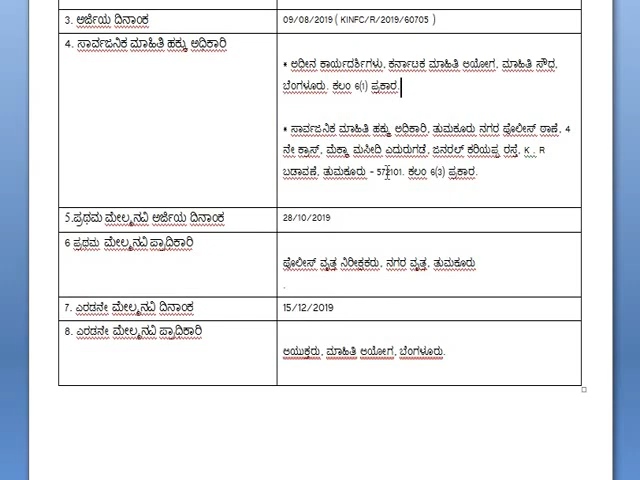 3. ಅರ್ಜಿಯ ದಿನಾಂಕ
09/08/2019 ( KINFC/R/2019/60705 )
4. ಸಾರ್ವಜನಿಕ ಮಾಹಿತಿ ಹಕ್ಕು ಅಧಿಕಾರಿ
* ಅಧೀನ ಕಾರ್ಯದರ್ಶಿಗಳು, ಕರ್ನಾಟಕ ಮಾಹಿತಿ ಆಯೋಗ, ಮಾಹಿತಿ ಸೌಧ,
ಬೆಂಗಳೂರು. ಕಲಂ 6(1) ಪ್ರಕಾರ.
* ಸಾರ್ವಜನಿಕ ಮಾಹಿತಿ ಹಕ್ಕು ಅಧಿಕಾರಿ, ತುಮಕೂರು ನಗರ ಪೊಲೀಸ್ ಠಾಣೆ, 4
ನೇ ಕ್ರಾಸ್, ಮೆಕ್ಕಾ ಮಸೀದಿ ಎದುರುಗಡೆ, ಜನರಲ್ ಕರಿಯಪ್ಪ ರಸ್ತೆ, K . R
ಬಡಾವಣೆ, ತುಮಕೂರು - 572101. ಕಲಂ 6(3) ಪ್ರಕಾರ.
5.ಪ್ರಥಮ ಮೇಲ್ಮನವಿ ಅರ್ಜಿಯ ದಿನಾಂಕ
28/10/2019
6 ಪ್ರಥಮ ಮೇಲ್ಮನವಿ ಪ್ರಾಧಿಕಾರಿ
ಪೊಲೀಸ್ ವೃತ್ತ ನಿರೀಕ್ಷಕರು, ನಗರ ವೃತ್ತ, ತುಮಕೂರು
.
7. ಎರಡನೇ ಮೇಲ್ಮನವಿ ದಿನಾಂಕ
15/12/2019
8. ಎರಡನೇ ಮೇಲ್ಮನವಿ ಪ್ರಾಧಿಕಾರಿ
ಆಯುಕ್ತರು, ಮಾಹಿತಿ ಆಯೋಗ, ಬೆಂಗಳೂರು.